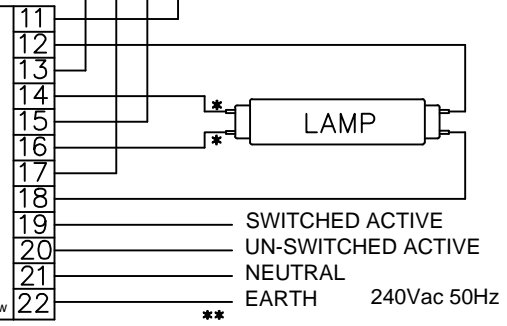 11
12
13
14
*
15
LAMP
16
*
17
18
19 SWITCHED ACTIVE
20 UN-SWITCHED ACTIVE
21 NEUTRAL
22 EARTH 240Vac 50Hz
**